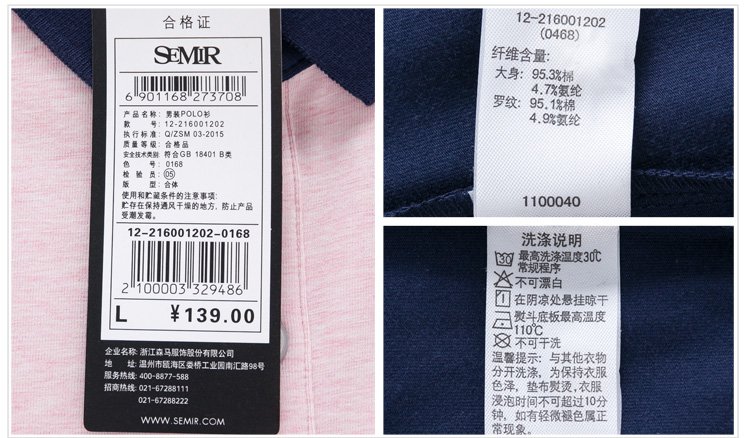 合格证
SEMIR
6 901168 273708
产品名称: 男装POLO衫
款 号: 12-216001202
执行标准: Q/ZSM 03-2015
质量等级: 合格品
安全技术类别: 符合GB 18401 B类
色 号: 0168
检 验 员: 05
版 型: 合体
使用和贮藏条件的注意事项:
贮存在保持通风干燥的地方, 防止产品
受潮发霉。
12-216001202-0168
2 100003 329486
L ¥139.00
企业名称: 浙江森马服饰股份有限公司
地 址: 温州市瓯海区娄桥工业园南汇路98号
服务热线: 400-8877-588
投诉热线: 021-67288111
021-67288222
WWW.SEMIR.COM
12-216001202
(0468)
纤维含量:
大身: 95.3%棉
4.7%氨纶
罗纹: 95.1%棉
4.9%氨纶
1100040
洗涤说明
30 最高洗涤温度30℃
常规程序
不可漂白
在阴凉处悬挂晾干
熨斗底板最高温度
110℃
不可干洗
温馨提示: 与其他衣物
分开洗涤, 为保持衣服
色泽, 垫布熨烫, 衣服
浸泡时间不可超过10分
钟, 如有轻微褪色属正
常现象。